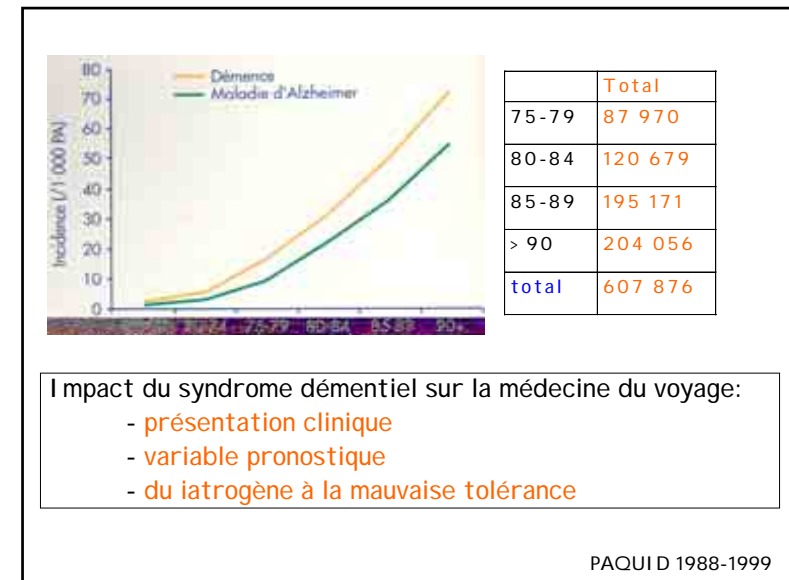 Démence
Maladie d'Alzheimer
Incidence (/1 000 PA)
80
70
60
50
40
30
20
10
0
75-79 80-84 85-89 90+
Total
75-79 87 970
80-84 120 679
85-89 195 171
> 90 204 056
total 607 876
Impact du syndrome démentiel sur la médecine du voyage:
- présentation clinique
- variable pronostique
- du iatrogène à la mauvaise tolérance
PAQUID 1988-1999